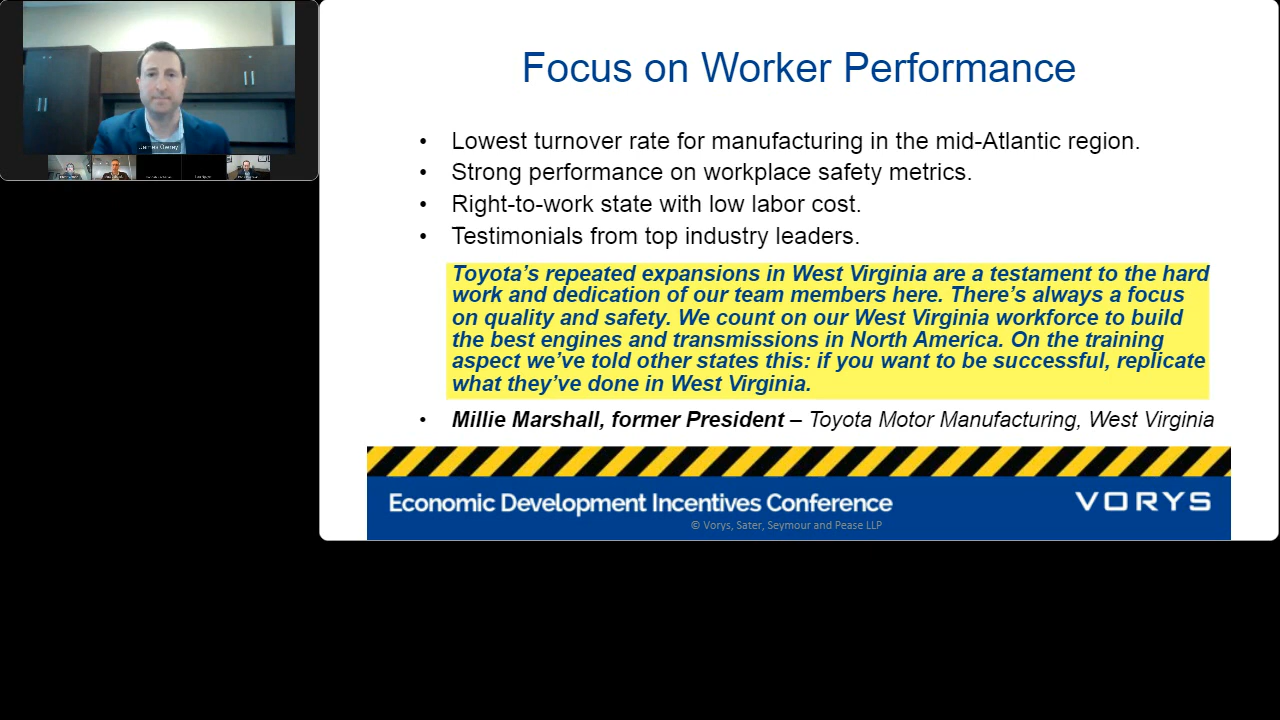 Focus on Worker Performance
• Lowest turnover rate for manufacturing in the mid-Atlantic region.
• Strong performance on workplace safety metrics.
• Right-to-work state with low labor cost.
• Testimonials from top industry leaders.
Toyota’s repeated expansions in West Virginia are a testament to the hard
work and dedication of our team members here. There’s always a focus
on quality and safety. We count on our West Virginia workforce to build
the best engines and transmissions in North America. On the training
aspect we’ve told other states this: if you want to be successful, replicate
what they’ve done in West Virginia.
• Millie Marshall, former President – Toyota Motor Manufacturing, West Virginia
Economic Development Incentives Conference
VORYS
© Vorys, Sater, Seymour and Pease LLP